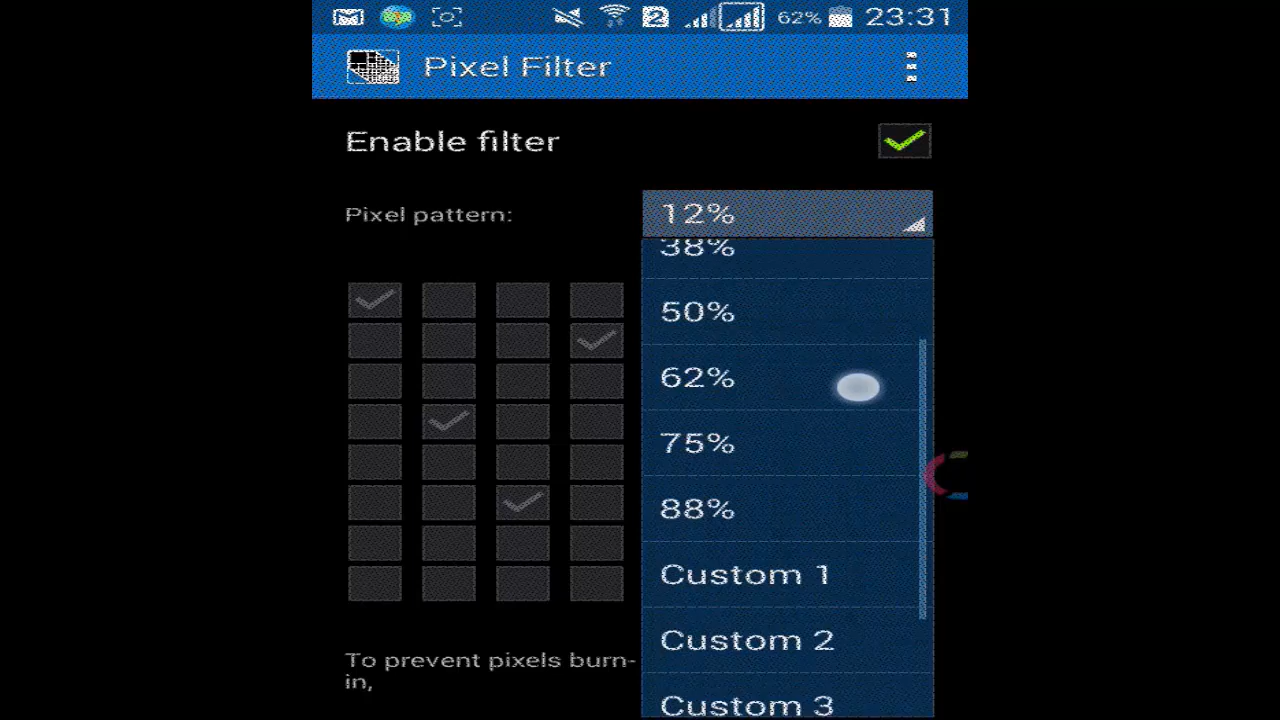 2 62% 23:31
Pixel Filter
Enable filter
Pixel pattern: 12%
38%
50%
62%
75%
88%
Custom 1
Custom 2
Custom 3
To prevent pixels burn-
in,